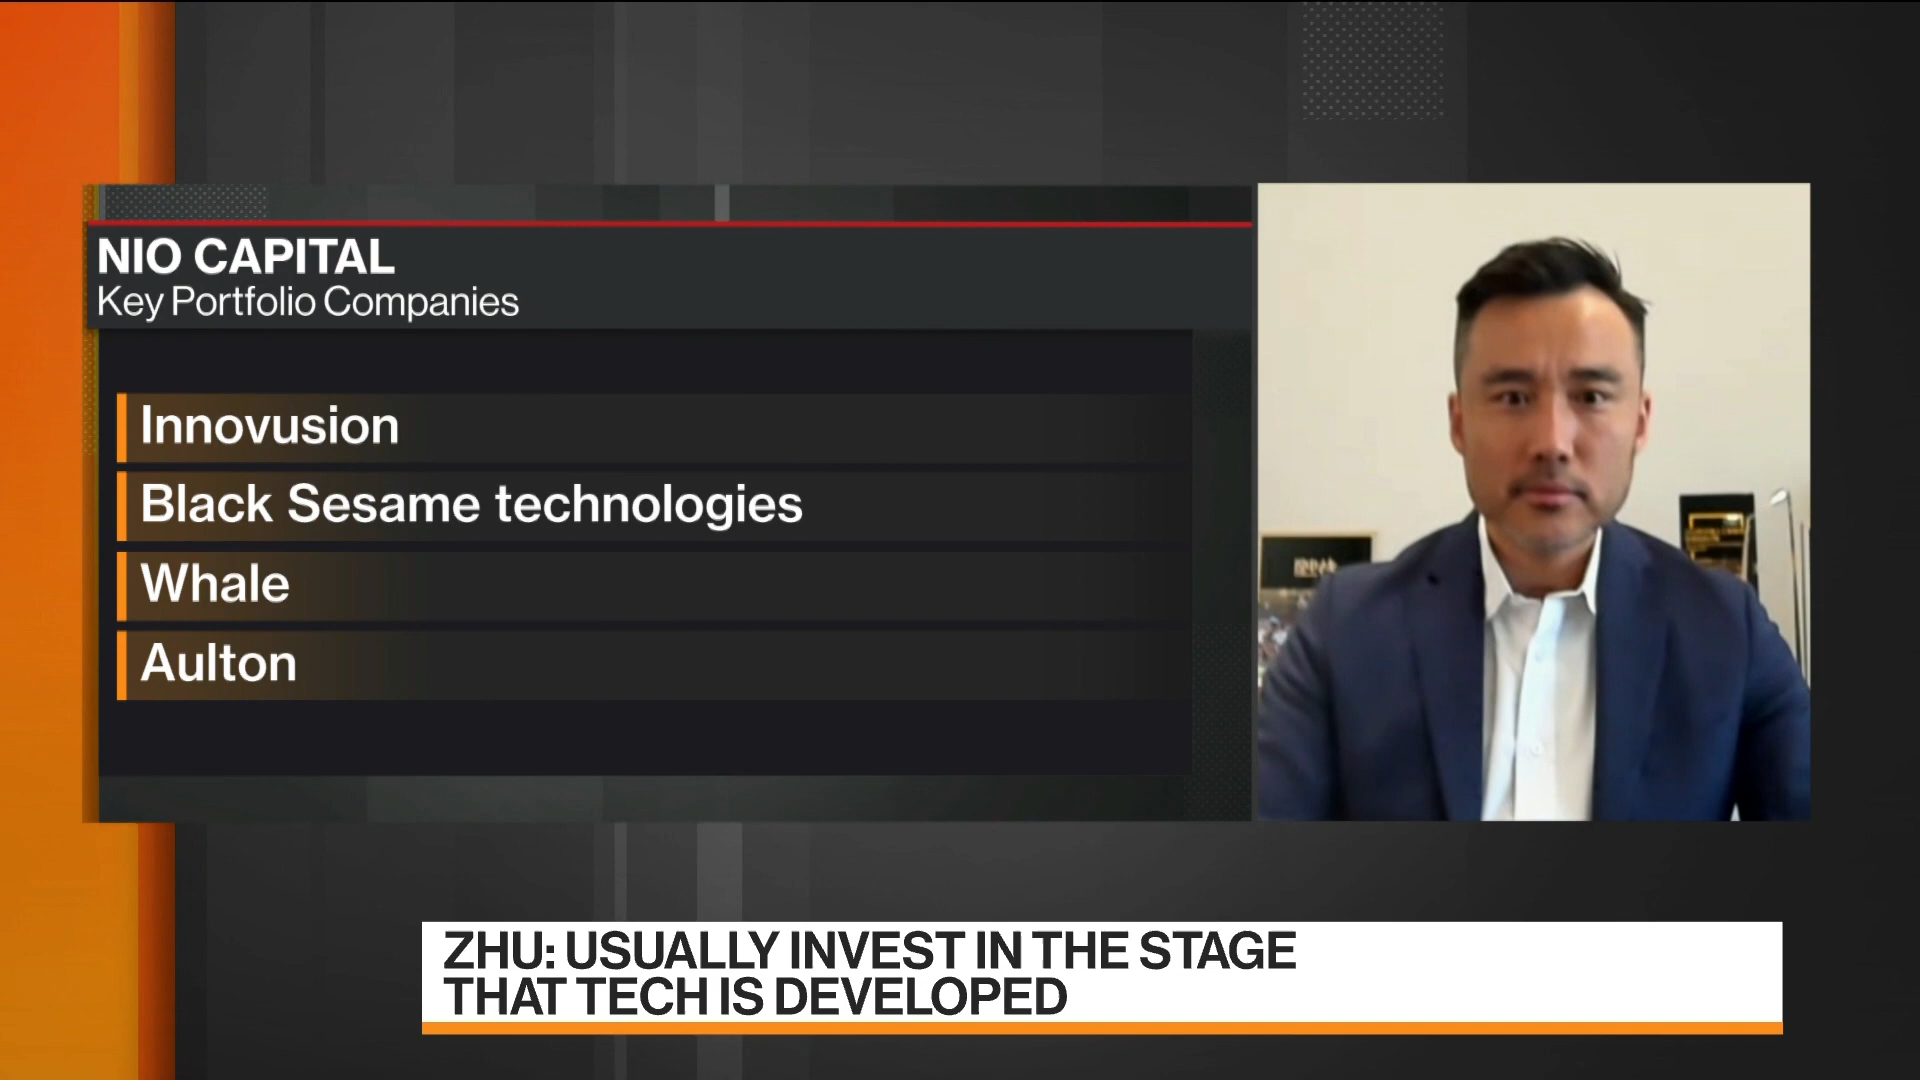 NIO CAPITAL
Key Portfolio Companies
Innovusion
Black Sesame technologies
Whale
Aulton
ZHU: USUALLY INVEST IN THE STAGE
THAT TECH IS DEVELOPED